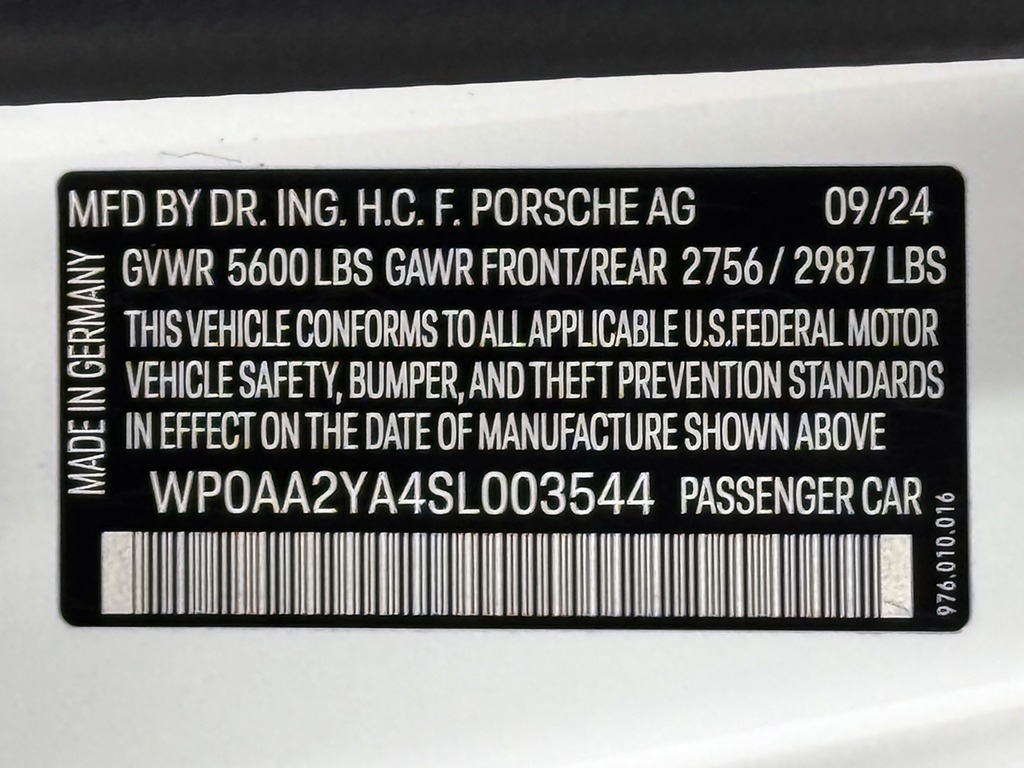 MFD BY DR. ING. H.C. F. PORSCHE AG 09/24
GVWR 5600 LBS GAWR FRONT/REAR 2756 / 2987 LBS
THIS VEHICLE CONFORMS TO ALL APPLICABLE U.S.FEDERAL MOTOR
VEHICLE SAFETY, BUMPER, AND THEFT PREVENTION STANDARDS
IN EFFECT ON THE DATE OF MANUFACTURE SHOWN ABOVE
WP0AA2YA4SL003544 PASSENGER CAR
MADE IN GERMANY
976.010.016